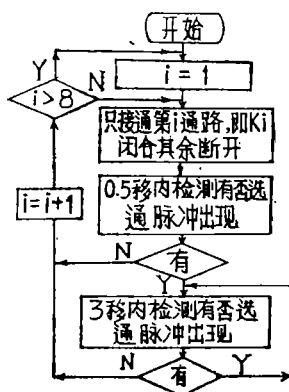 开始
Y
N
i = 1
i>8
只接通第i通路,即Ki
闭合其余断开
i=i+1
0.5移内检测有否选
通脉冲出现
N
有
Y
3移内检测有否选
通脉冲出现
N
有
Y